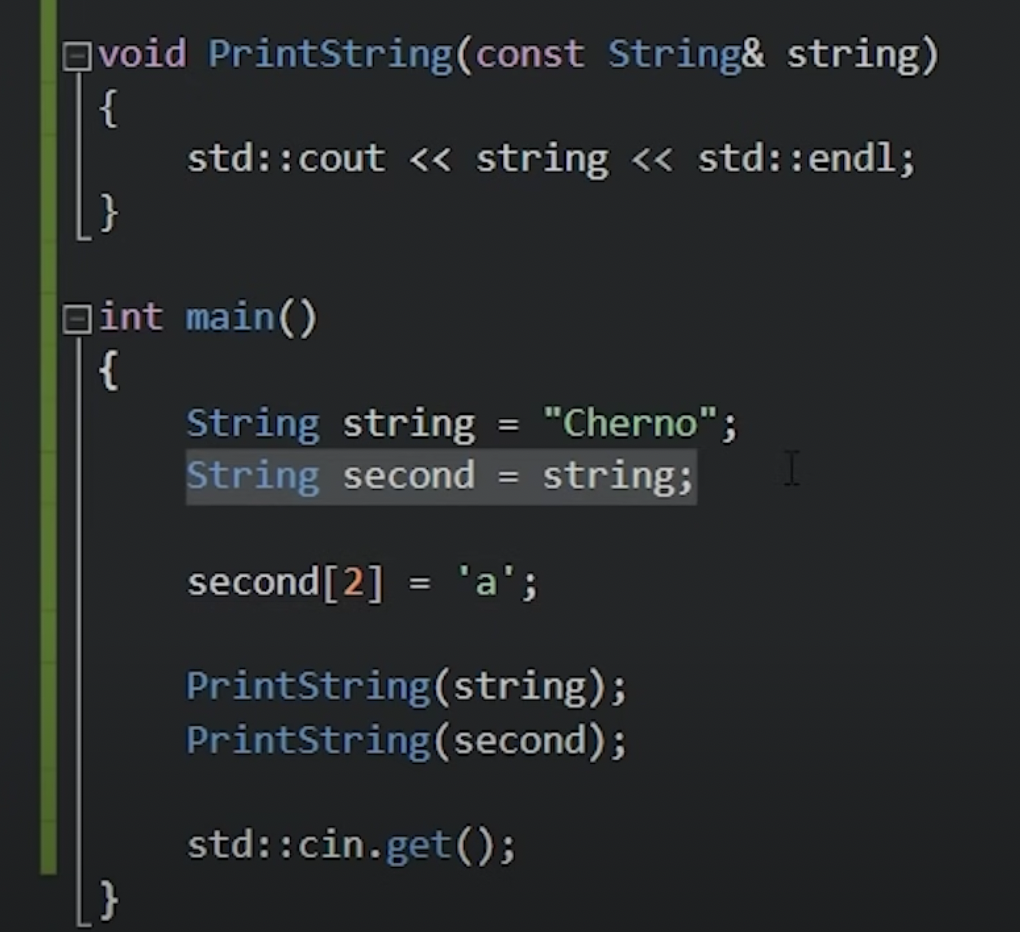 void PrintString(const String& string)
{
std::cout << string << std::endl;
}
int main()
{
String string = "Cherno";
String second = string;
second[2] = 'a';
PrintString(string);
PrintString(second);
std::cin.get();
}